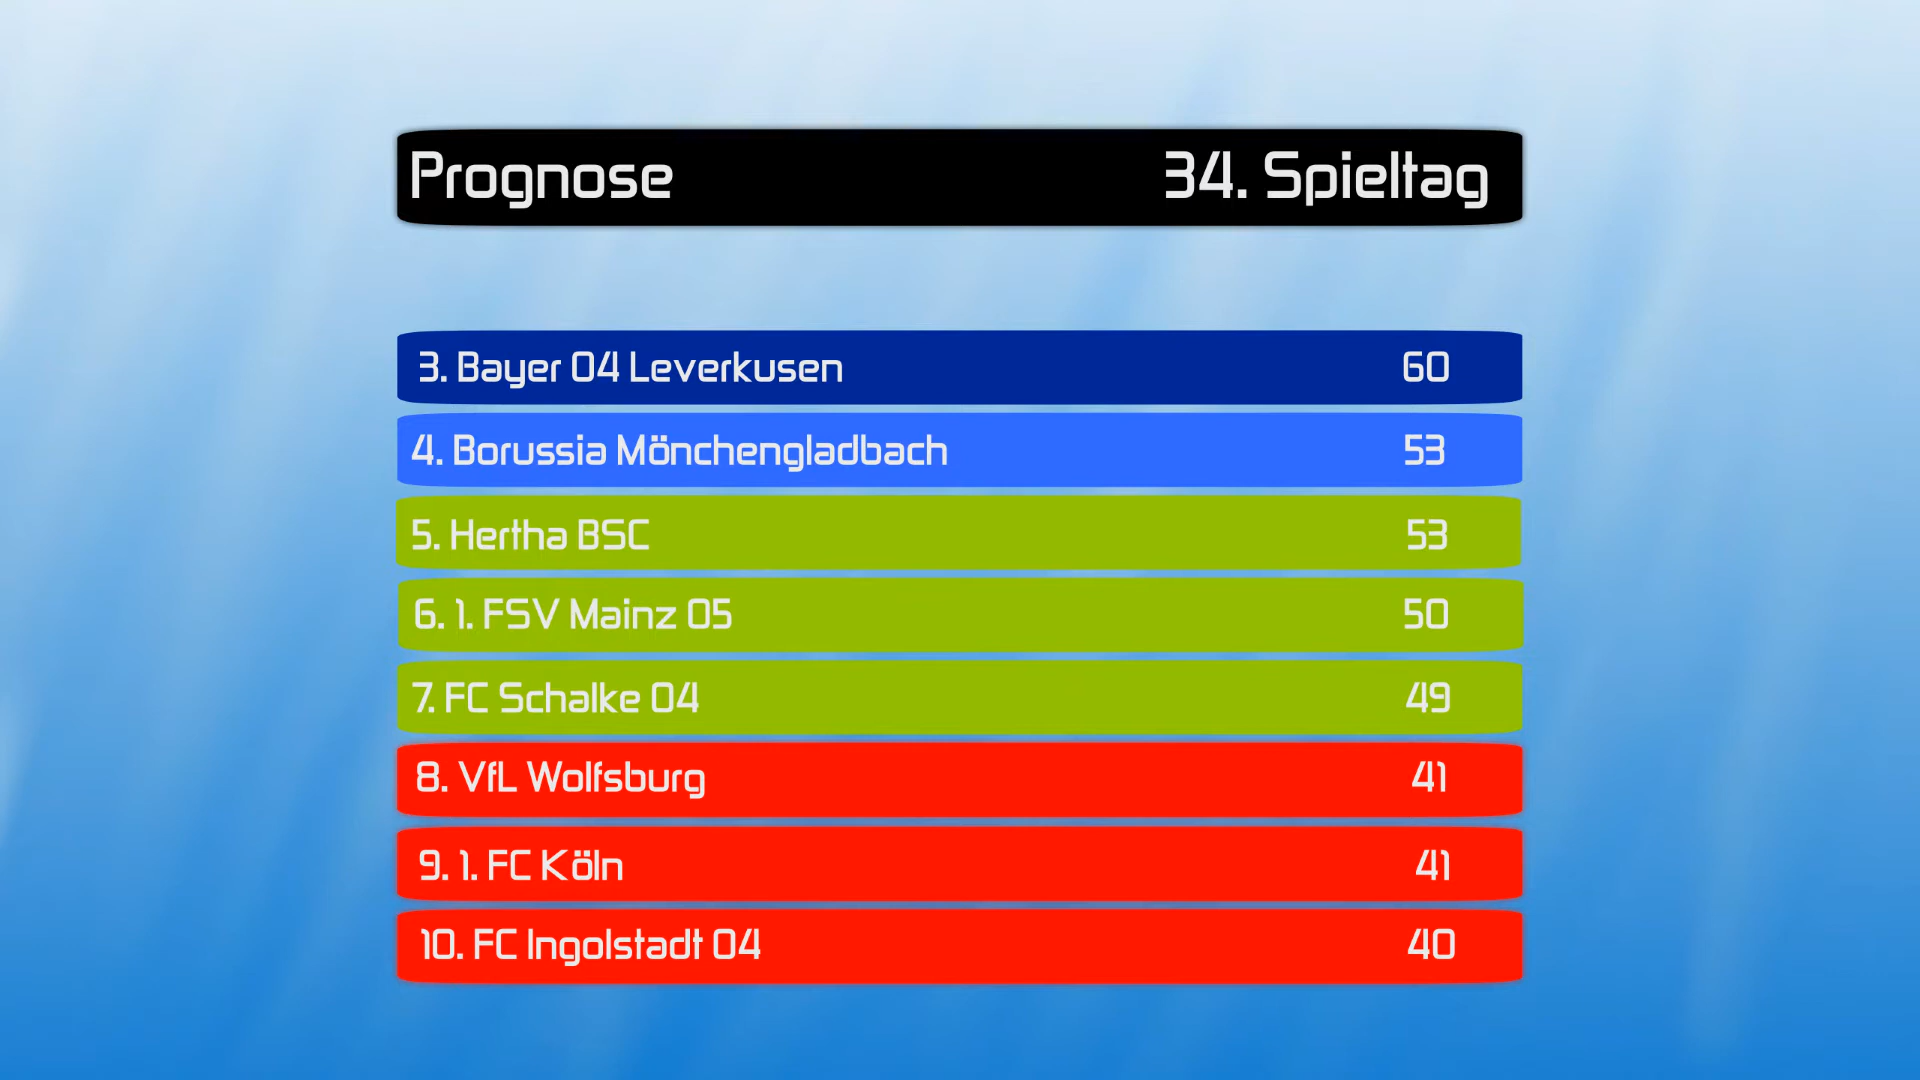 Prognose 34. Spieltag
3. Bayer 04 Leverkusen 60
4. Borussia Mönchengladbach 53
5. Hertha BSC 53
6. 1. FSV Mainz 05 50
7. FC Schalke 04 49
8. VfL Wolfsburg 41
9. 1. FC Köln 41
10. FC Ingolstadt 04 40